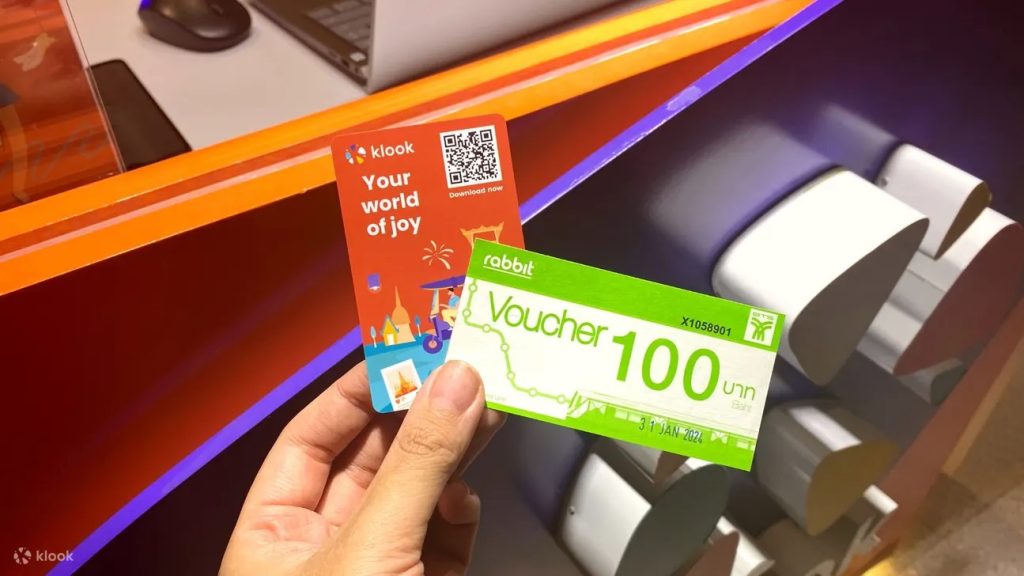 klook
Your
world
of joy
Download now
rabbit
Voucher 100 บาท
Baht
X1058901
BTS
31 JAN 2024
klook